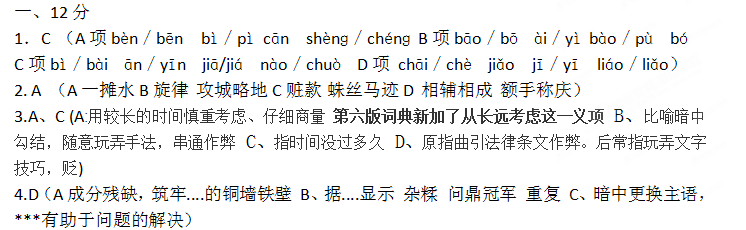 一、12 分
1．C （A 项 bèn／bēn　bì／pì　cān　shèng／chéng　B 项 bāo／bō　ài／yì　bào／pù　bó
C 项 bì／bài　ān／yīn　jiā/jiá　nào／chuò　D 项　chāi／chè　jiǎo　jī／yī　liáo／liǎo）
2. A （A 一摊水 B 旋律 攻城略地 C 赃款 蛛丝马迹 D 相辅相成 额手称庆）
3.A、C (A:用较长的时间慎重考虑、仔细商量 第六版词典新加了从长远考虑这一义项 B、比喻暗中
勾结，随意玩弄手法，串通作弊 C、指时间没过多久 D、原指曲引法律条文作弊。后常指玩弄文字
技巧，贬)
4.D（A 成分残缺，筑牢....的铜墙铁壁 B、据....显示 杂糅 问鼎冠军 重复 C、暗中更换主语，
***有助于问题的解决）